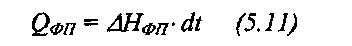 Q_ФП = ΔH_ФП · dt (5.11)